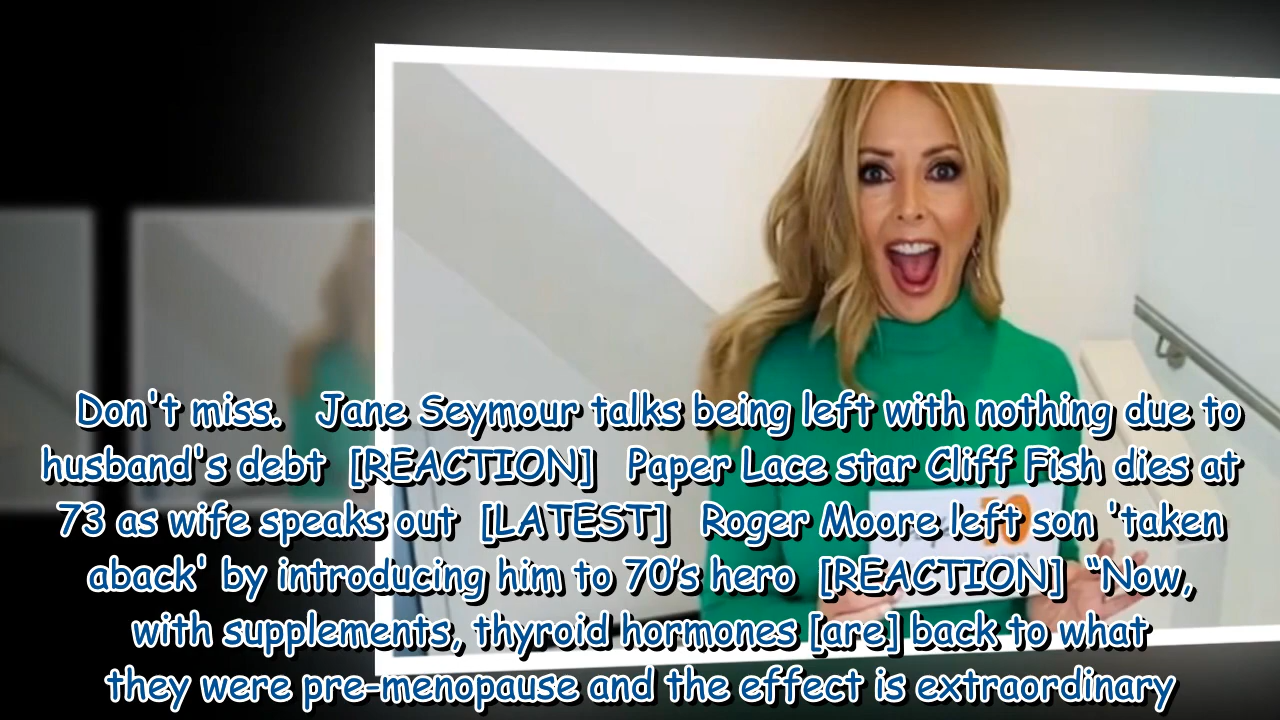 Don't miss. Jane Seymour talks being left with nothing due to
husband's debt [REACTION] Paper Lace star Cliff Fish dies at
73 as wife speaks out [LATEST] Roger Moore left son 'taken
aback' by introducing him to 70’s hero [REACTION] “Now,
with supplements, thyroid hormones [are] back to what
they were pre-menopause and the effect is extraordinary
50